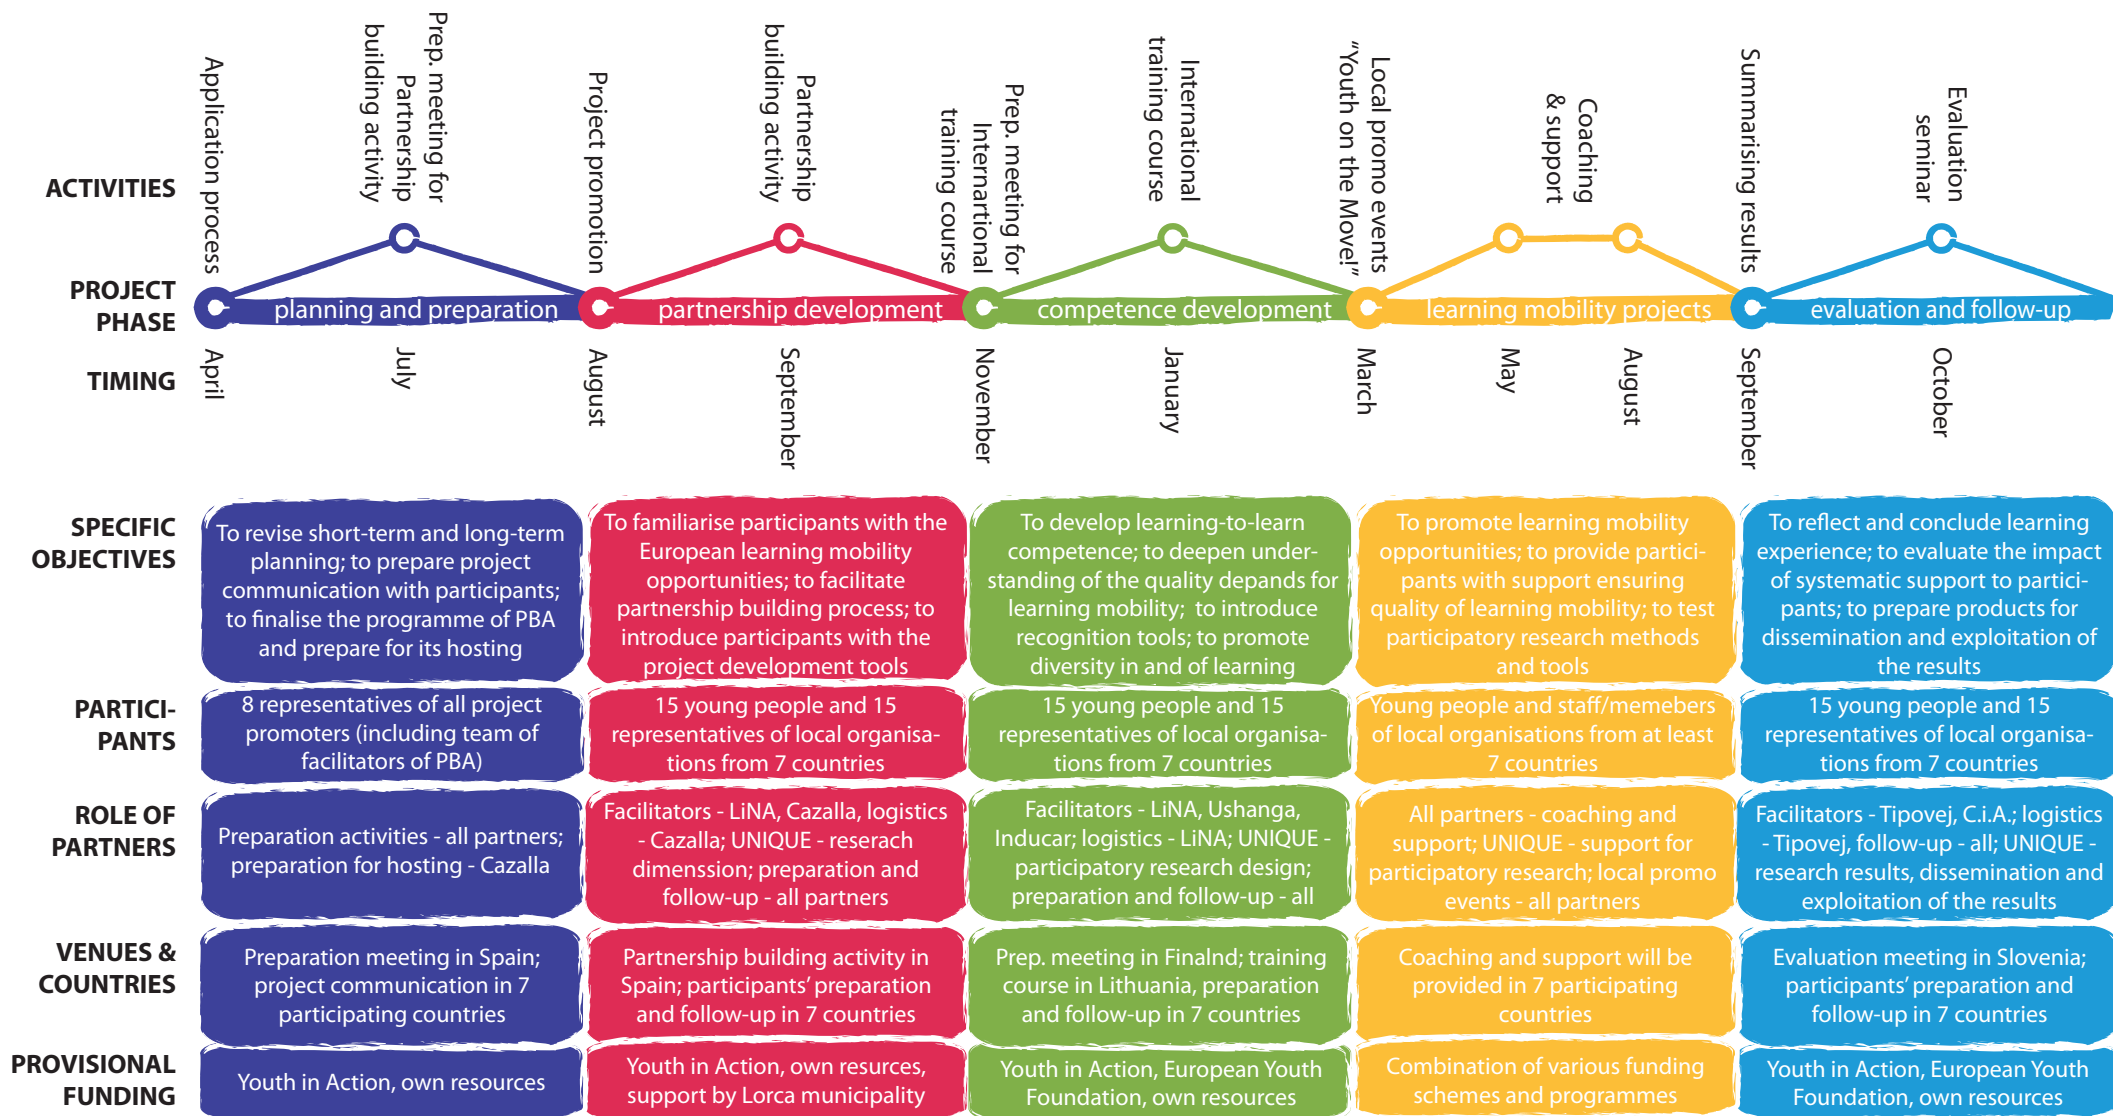 ACTIVITIES
Application process
Prep. meeting for
Partnership
building activity
Project promotion
Partnership
building activity
Prep. meeting for
Internartional
training course
International
training course
Local promo events
“Youth on the Move!”
Coaching
& support
Summarising results
Evaluation
seminar
PROJECT
PHASE
planning and preparation
partnership development
competence development
learning mobility projects
evaluation and follow-up
TIMING
April
July
August
September
November
January
March
May
August
September
October
SPECIFIC
OBJECTIVES
To revise short-term and long-term
planning; to prepare project
communication with participants;
to finalise the programme of PBA
and prepare for its hosting
To familiarise participants with the
European learning mobility
opportunities; to facilitate
partnership building process; to
introduce participants with the
project development tools
To develop learning-to-learn
competence; to deepen under-
standing of the quality depends for
learning mobility; to introduce
recognition tools; to promote
diversity in and of learning
To promote learning mobility
opportunities; to provide partici-
pants with support ensuring
quality of learning mobility; to test
participatory research methods
and tools
To reflect and conclude learning
experience; to evaluate the impact
of systematic support to partici-
pants; to prepare products for
dissemination and exploitation of
the results
PARTICI-
PANTS
8 representatives of all project
promoters (including team of
facilitators of PBA)
15 young people and 15
representatives of local organisa-
tions from 7 countries
15 young people and 15
representatives of local organisa-
tions from 7 countries
Young people and staff/memebers
of local organisations from at least
7 countries
15 young people and 15
representatives of local organisa-
tions from 7 countries
ROLE OF
PARTNERS
Preparation activities - all partners;
preparation for hosting - Cazalla
Facilitators - LiNA, Cazalla, logistics
- Cazalla; UNIQUE - reserach
dimenssion; preparation and
follow-up - all partners
Facilitators - LiNA, Ushanga,
Inducar; logistics - LiNA; UNIQUE -
participatory research design;
preparation and follow-up - all
All partners - coaching and
support; UNIQUE - support for
participatory research; local promo
events - all partners
Facilitators - Tipovej, C.i.A.; logistics
- Tipovej, follow-up - all; UNIQUE -
research results, dissemination and
exploitation of the results
VENUES &
COUNTRIES
Preparation meeting in Spain;
project communication in 7
participating countries
Partnership building activity in
Spain; participants’ preparation
and follow-up in 7 countries
Prep. meeting in Finalnd; training
course in Lithuania, preparation
and follow-up in 7 countries
Coaching and support will be
provided in 7 participating
countries
Evaluation meeting in Slovenia;
participants’ preparation and
follow-up in 7 countries
PROVISIONAL
FUNDING
Youth in Action, own resources
Youth in Action, own resurces,
support by Lorca municipality
Youth in Action, European Youth
Foundation, own resources
Combination of various funding
schemes and programmes
Youth in Action, European Youth
Foundation, own resources